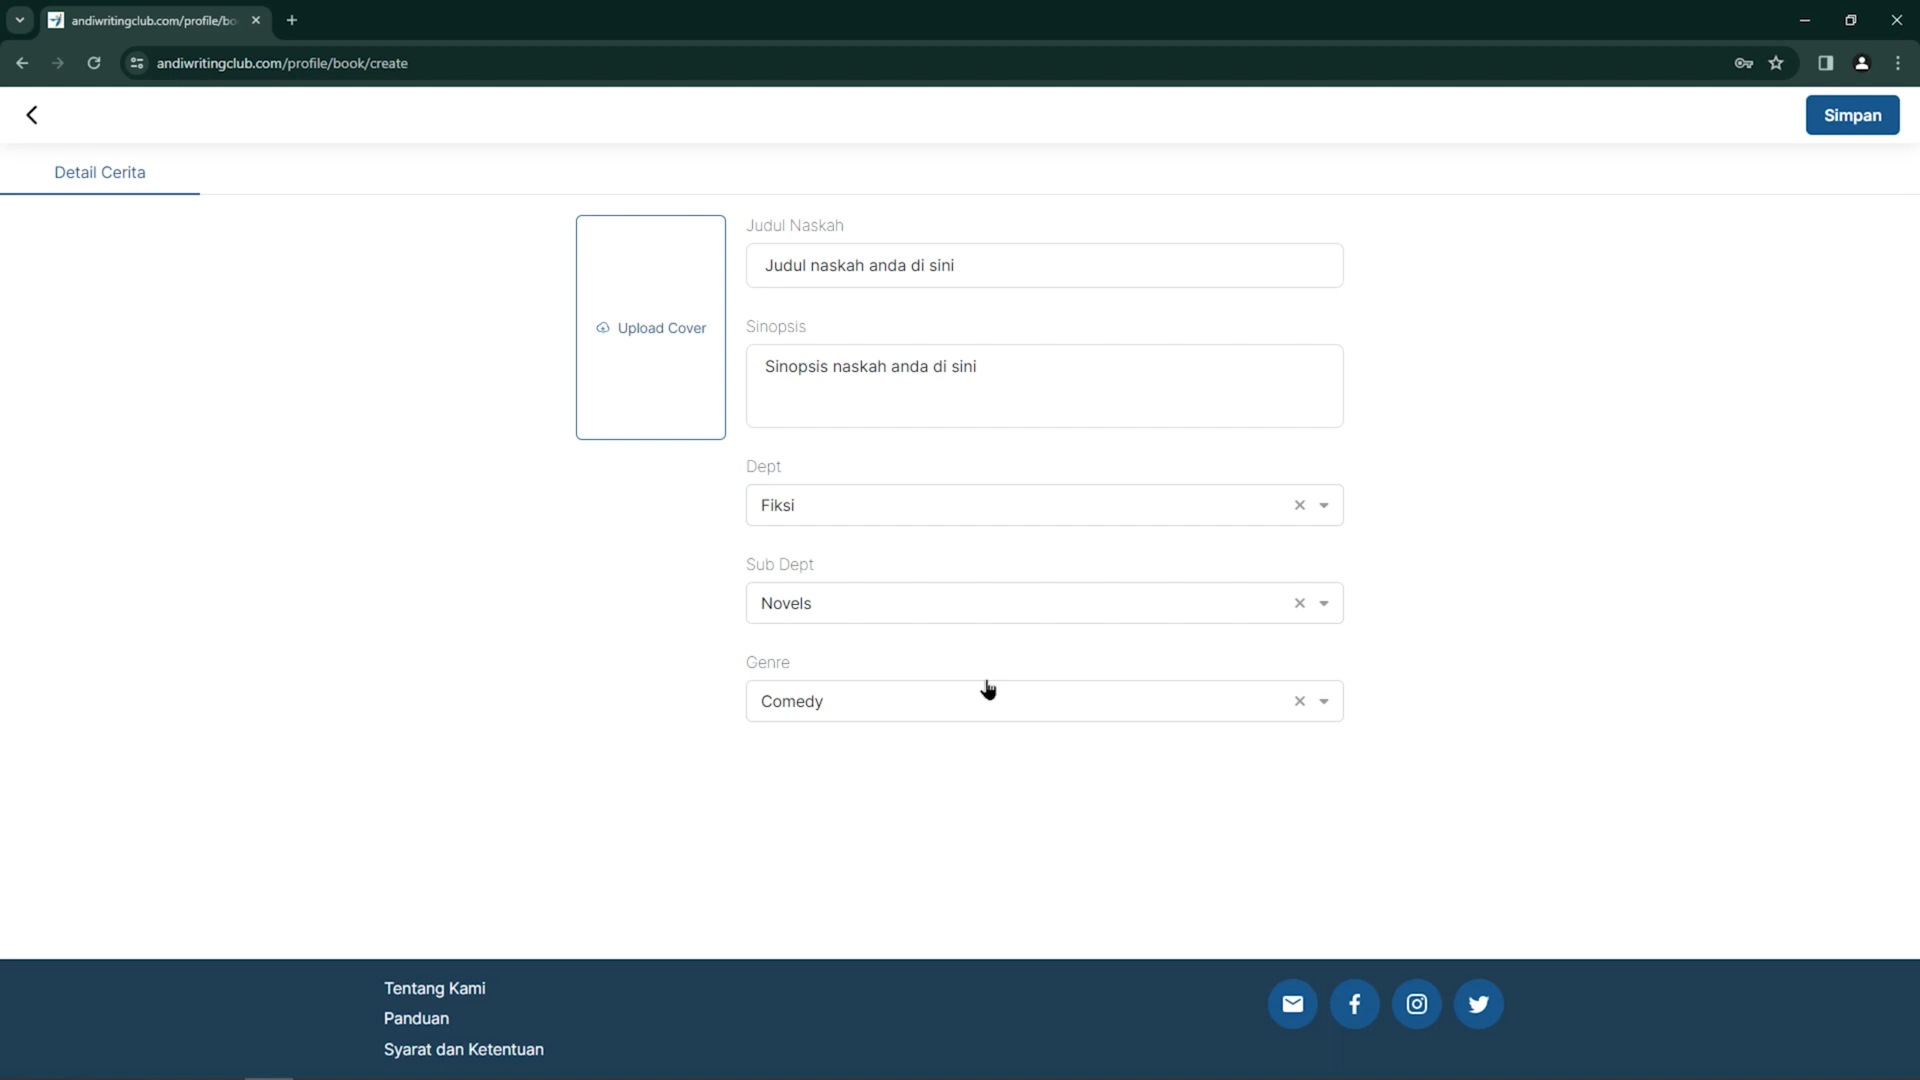 andiwritingclub.com/profile/bo
andiwritingclub.com/profile/book/create
Simpan
Detail Cerita
Judul Naskah
Judul naskah anda di sini
Upload Cover
Sinopsis
Sinopsis naskah anda di sini
Dept
Fiksi
Sub Dept
Novels
Genre
Comedy
Tentang Kami
Panduan
Syarat dan Ketentuan